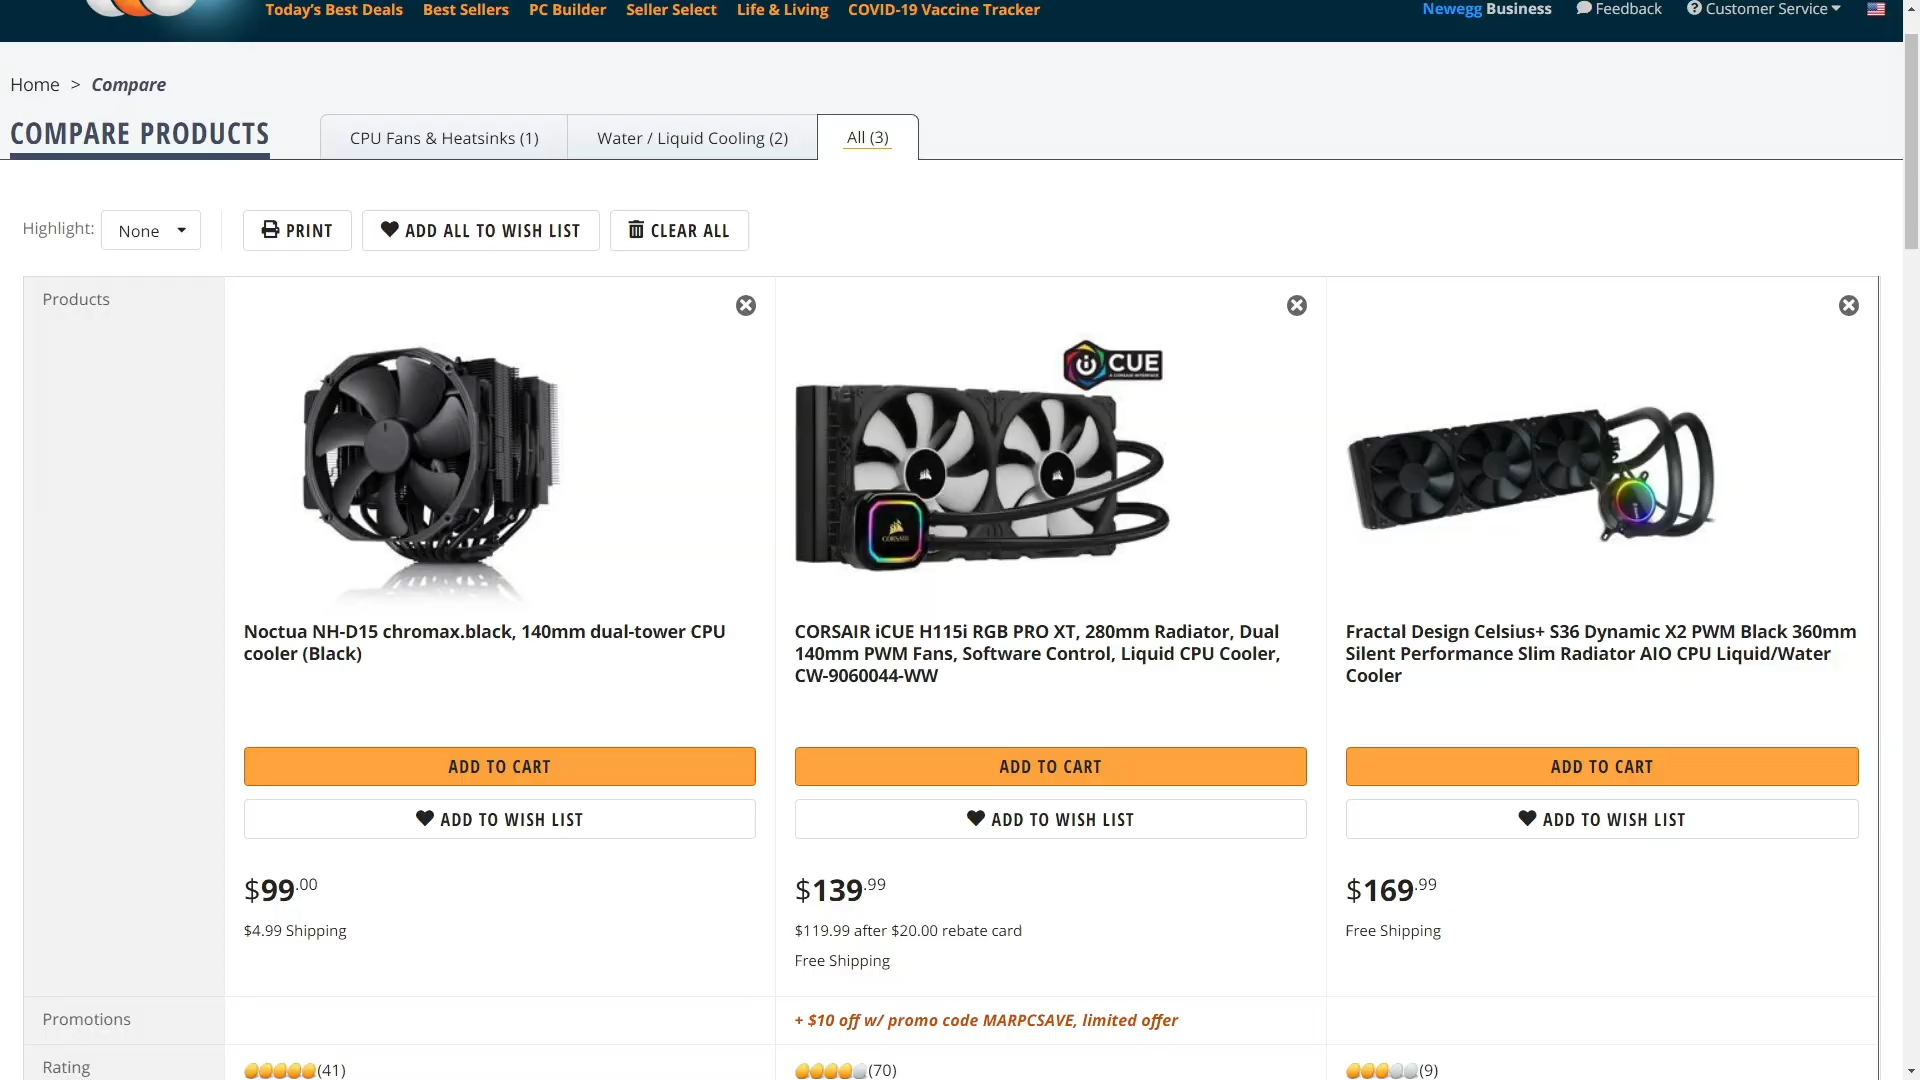 Today's Best Deals Best Sellers PC Builder Seller Select Life & Living COVID-19 Vaccine Tracker Newegg Business Feedback Customer Service
Home > Compare
COMPARE PRODUCTS CPU Fans & Heatsinks (1) Water / Liquid Cooling (2) All (3)
Highlight: None PRINT ADD ALL TO WISH LIST CLEAR ALL
Products
CUE
CORSAIR
Noctua NH-D15 chromax.black, 140mm dual-tower CPU
cooler (Black)
CORSAIR iCUE H115i RGB PRO XT, 280mm Radiator, Dual
140mm PWM Fans, Software Control, Liquid CPU Cooler,
CW-9060044-WW
Fractal Design Celsius+ S36 Dynamic X2 PWM Black 360mm
Silent Performance Slim Radiator AIO CPU Liquid/Water
Cooler
ADD TO CART ADD TO CART ADD TO CART
ADD TO WISH LIST ADD TO WISH LIST ADD TO WISH LIST
$99.00 $139.99 $169.99
$4.99 Shipping $119.99 after $20.00 rebate card Free Shipping
Free Shipping
Promotions + $10 off w/ promo code MARPCSAVE, limited offer
Rating (41) (70) (9)